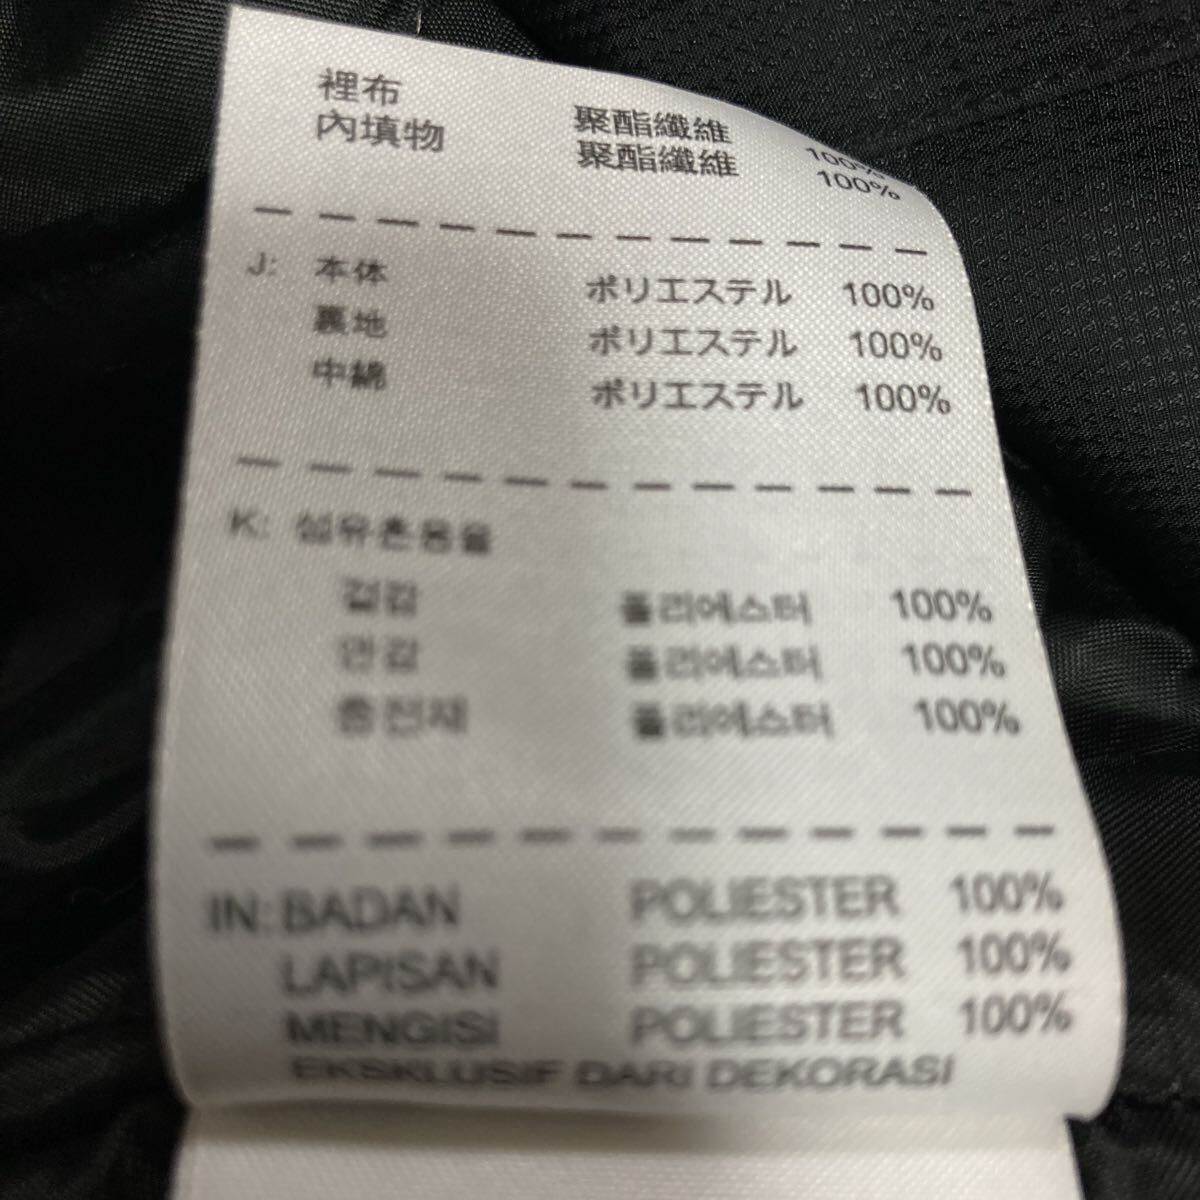 裡布 聚酯纖維 100%
內填物 聚酯纖維 100%
J: 本体 ポリエステル 100%
裏地 ポリエステル 100%
中綿 ポリエステル 100%
K: 섬유혼용율
겉감 폴리에스터 100%
안감 폴리에스터 100%
충전재 폴리에스터 100%
IN: BADAN POLIESTER 100%
LAPISAN POLIESTER 100%
MENGISI POLIESTER 100%
EKSKLUSIF DARI DEKORASI